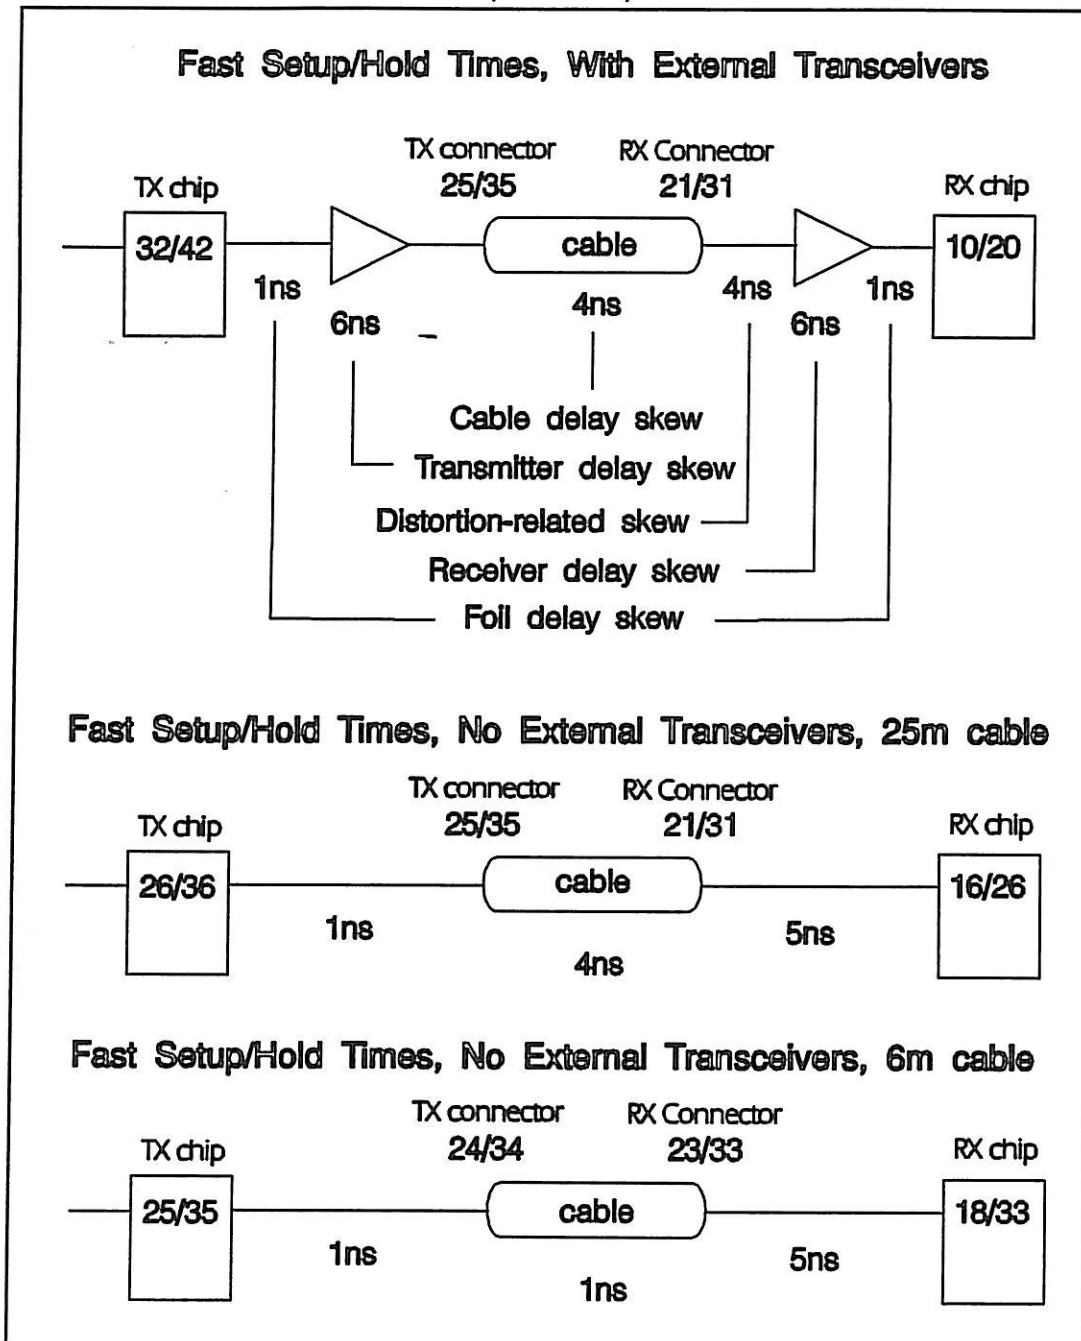 Fast Setup/Hold Times, With External Transceivers
TX connector RX Connector
TX chip 25/35 21/31 RX chip
32/42 cable 10/20
1ns 4ns 4ns 1ns
6ns 6ns
Cable delay skew
Transmitter delay skew
Distortion-related skew
Receiver delay skew
Foil delay skew
Fast Setup/Hold Times, No External Transceivers, 25m cable
TX connector RX Connector
TX chip 25/35 21/31 RX chip
26/36 cable 16/26
1ns 5ns
4ns
Fast Setup/Hold Times, No External Transceivers, 6m cable
TX connector RX Connector
TX chip 24/34 23/33 RX chip
25/35 cable 18/33
1ns 5ns
1ns